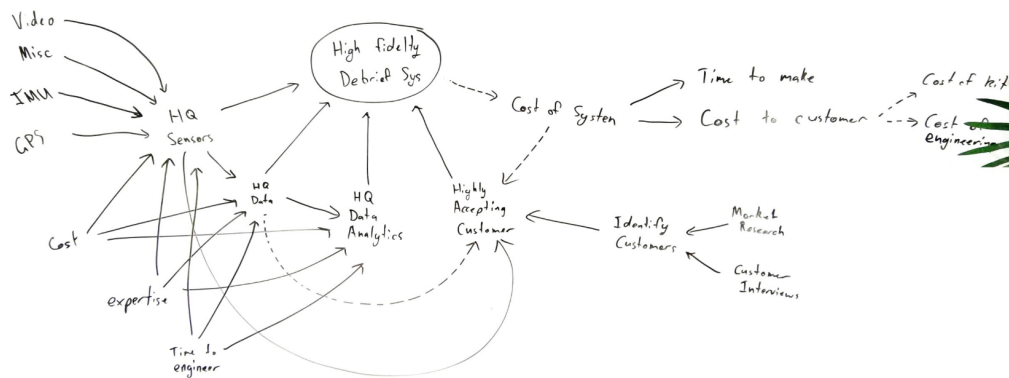 Video
Misc
IMU
GPS
HQ
Sensors
High fidelty
Debrief Sys
Cost of System
Time to make
Cost to customer
Cost of
Cost of
engineering
HQ
Data
HQ
Data
Analytics
Highly
Accepting
Customer
Identify
Customers
Market
Research
Customer
Interviews
Cost
expertise
Time to
engineer